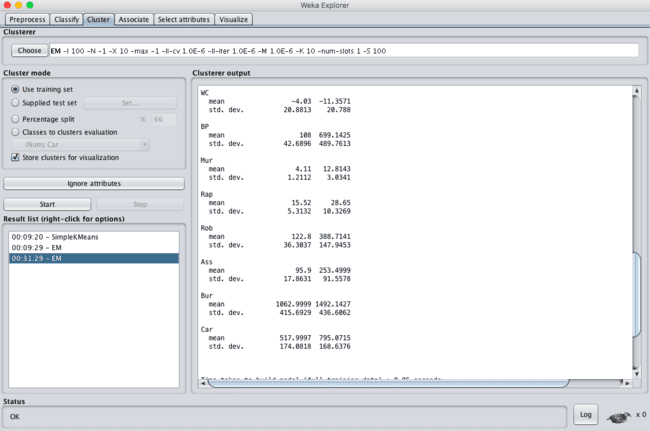 Weka Explorer
Preprocess Classify Cluster Associate Select attributes Visualize
Clusterer
Choose EM -I 100 -N -1 -X 10 -max -1 -ll-cv 1.0E-6 -ll-iter 1.0E-6 -M 1.0E-6 -K 10 -num-slots 1 -S 100
Cluster mode
Use training set
Supplied test set Set...
Percentage split % 66
Classes to clusters evaluation
(Num) Car
Store clusters for visualization
Ignore attributes
Start Stop
Result list (right-click for options)
00:09:20 - SimpleKMeans
00:09:29 - EM
00:31:29 - EM
Clusterer output
WC
mean -4.03 -11.3571
std. dev. 20.8813 20.788
BP
mean 108 699.1425
std. dev. 42.6896 489.7613
Mur
mean 4.11 12.8143
std. dev. 1.2112 3.0341
Rap
mean 15.52 28.65
std. dev. 5.3132 10.3269
Rob
mean 122.8 388.7141
std. dev. 36.3037 147.9453
Ass
mean 95.9 253.4999
std. dev. 17.8631 91.5578
Bur
mean 1062.9999 1492.1427
std. dev. 415.6929 436.6062
Car
mean 517.9997 795.0715
std. dev. 174.0818 168.6376
Time taken to build model (full training data) : 0.05 seconds
Status
OK
Log
x 0